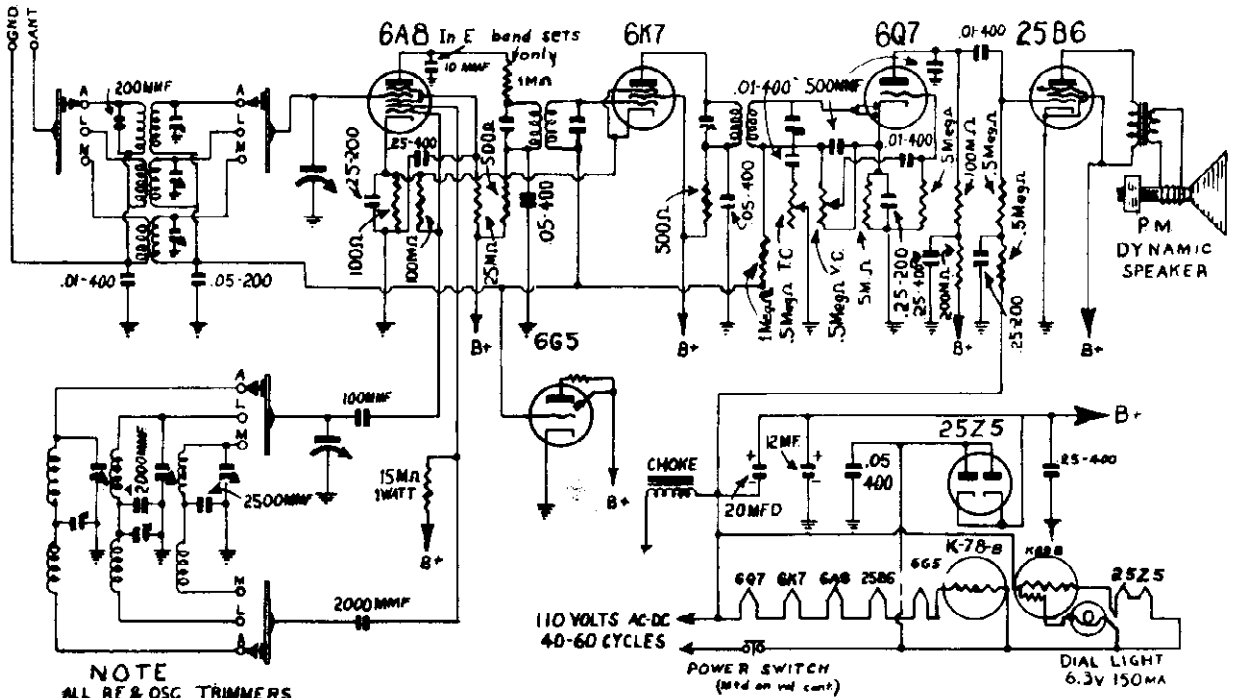 GND
ANT
6A8
In E band sets
only
10 MMF
1MΩ
6K7
6Q7
.01-400
25B6
200MMF
A
L
M
A
L
M
.25-200
.25-400
500Ω
.05-400
100Ω
100MΩ
25MΩ
.01-400
500MMF
.01-400
.5MegΩ
100MΩ
.5MegΩ
.5MegΩ
500Ω
.05-400
1MegΩ
.5MegΩ T.C.
.5MegΩ V.C.
5MΩ
.25-200
.25-400
200MΩ
.25-200
P.M.
DYNAMIC
SPEAKER
.01-400
.05-200
B+
B+
B+
B+
6G5
A
L
M
100MMF
2000MMF
2500MMF
15MΩ
1WATT
B+
B+
CHOKE
20MFD
12MF.
.05
400
25Z5
B+
.25-400
M
L
A
2000MMF
6Q7
6K7
6A8
25B6
6G5
K-78-B
25Z5
110 VOLTS AC-DC
40-60 CYCLES
POWER SWITCH
(Mtd on vol cont.)
DIAL LIGHT
6.3V 150MA
NOTE
ALL RF & OSC TRIMMERS